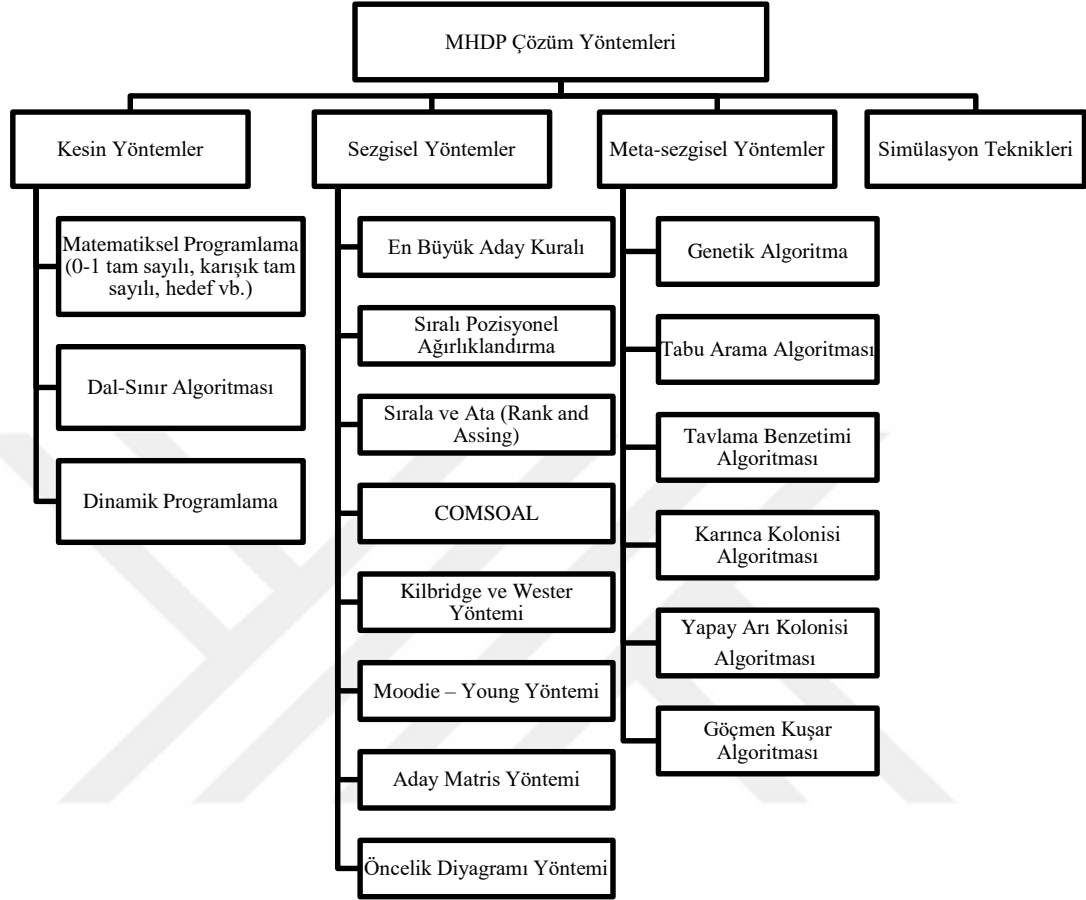 MHDP Çözüm Yöntemleri
Kesin Yöntemler
Sezgisel Yöntemler
Meta-sezgisel Yöntemler
Simülasyon Teknikleri
Matematiksel Programlama
(0-1 tam sayılı, karışık tam
sayılı, hedef vb.)
Dal-Sınır Algoritması
Dinamik Programlama
En Büyük Aday Kuralı
Sıralı Pozisyonel
Ağırlıklandırma
Sırala ve Ata (Rank and
Assing)
COMSOAL
Kilbridge ve Wester
Yöntemi
Moodie – Young Yöntemi
Aday Matris Yöntemi
Öncelik Diyagramı Yöntemi
Genetik Algoritma
Tabu Arama Algoritması
Tavlama Benzetimi
Algoritması
Karınca Kolonisi
Algoritması
Yapay Arı Kolonisi
Algoritması
Göçmen Kuşar
Algoritması